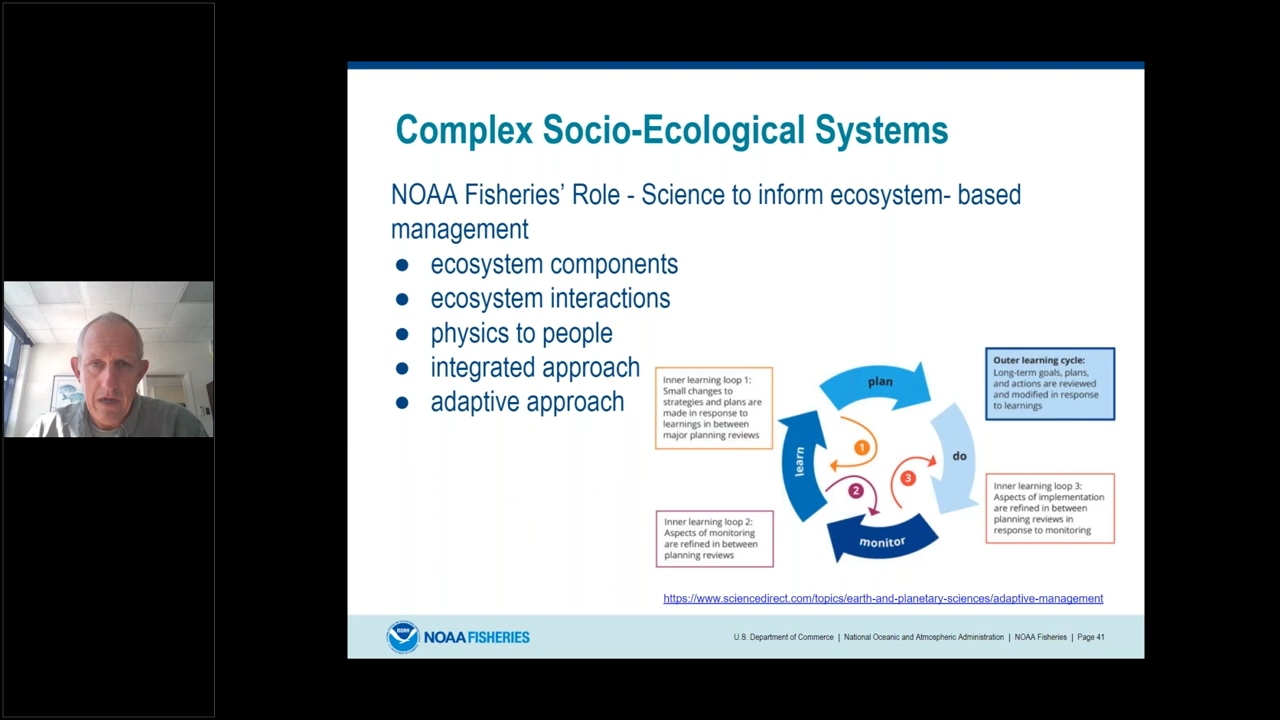 Complex Socio-Ecological Systems
NOAA Fisheries' Role - Science to inform ecosystem- based
management
● ecosystem components
● ecosystem interactions
● physics to people
● integrated approach
● adaptive approach
Inner learning loop 1:
Small changes to
strategies and plans are
made in response to
learnings in between
major planning reviews
Inner learning loop 2:
Aspects of monitoring
are refined in between
planning reviews
plan
do
monitor
learn
1
2
3
Outer learning cycle:
Long-term goals, plans,
and actions are reviewed
and modified in response
to learnings
Inner learning loop 3:
Aspects of implementation
are refined in between
planning reviews in
response to monitoring
https://www.sciencedirect.com/topics/earth-and-planetary-sciences/adaptive-management
NOAA
NOAA FISHERIES
U.S. Department of Commerce | National Oceanic and Atmospheric Administration | NOAA Fisheries | Page 41